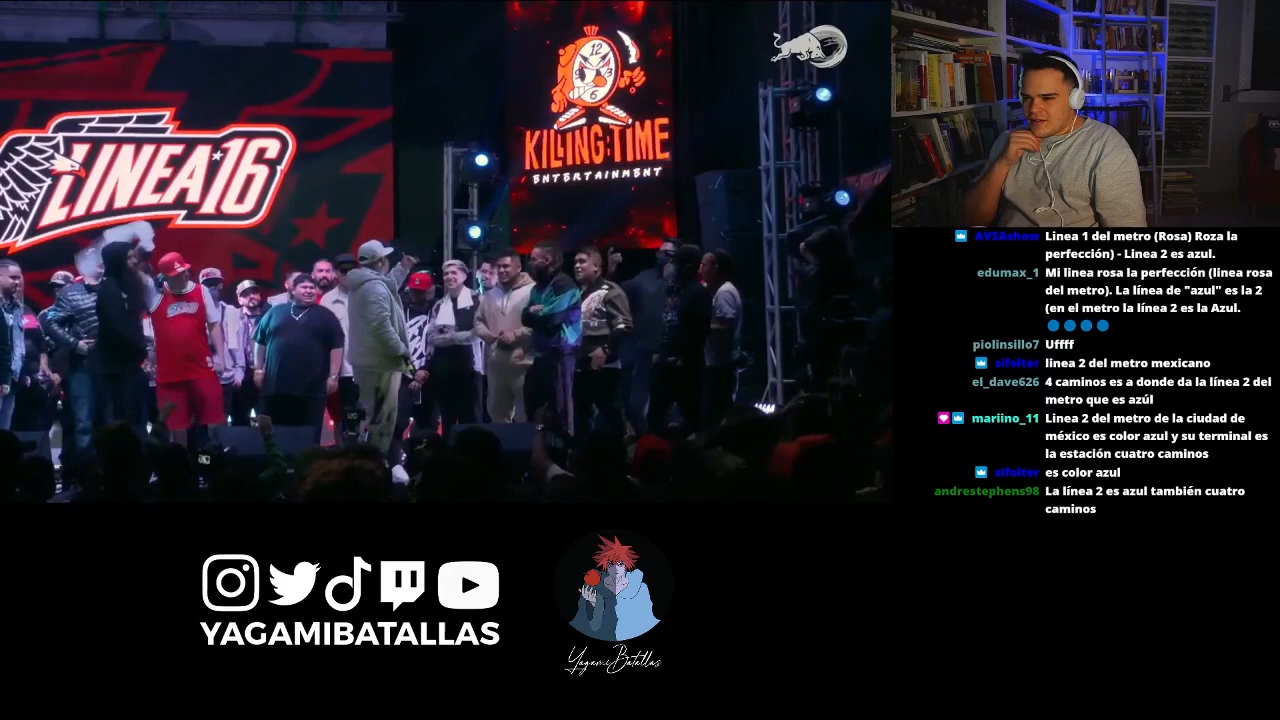 LINEA 16
12
6
KILLING TIME
ENTERTAINMENT
AVSAshow Linea 1 del metro (Rosa) Roza la
perfección) - Linea 2 es azul.
edumax_1 Mi linea rosa la perfección (linea rosa
del metro). La línea de "azul" es la 2
(en el metro la línea 2 es la Azul.
piolinsillo7 Uffff
sifolter linea 2 del metro mexicano
el_dave626 4 caminos es a donde da la línea 2 del
metro que es azúl
mariino_11 Linea 2 del metro de la ciudad de
méxico es color azul y su terminal es
la estación cuatro caminos
sifolter es color azul
andrestephens98 La línea 2 es azul también cuatro
caminos
YAGAMIBATALLAS
YagamiBatallas